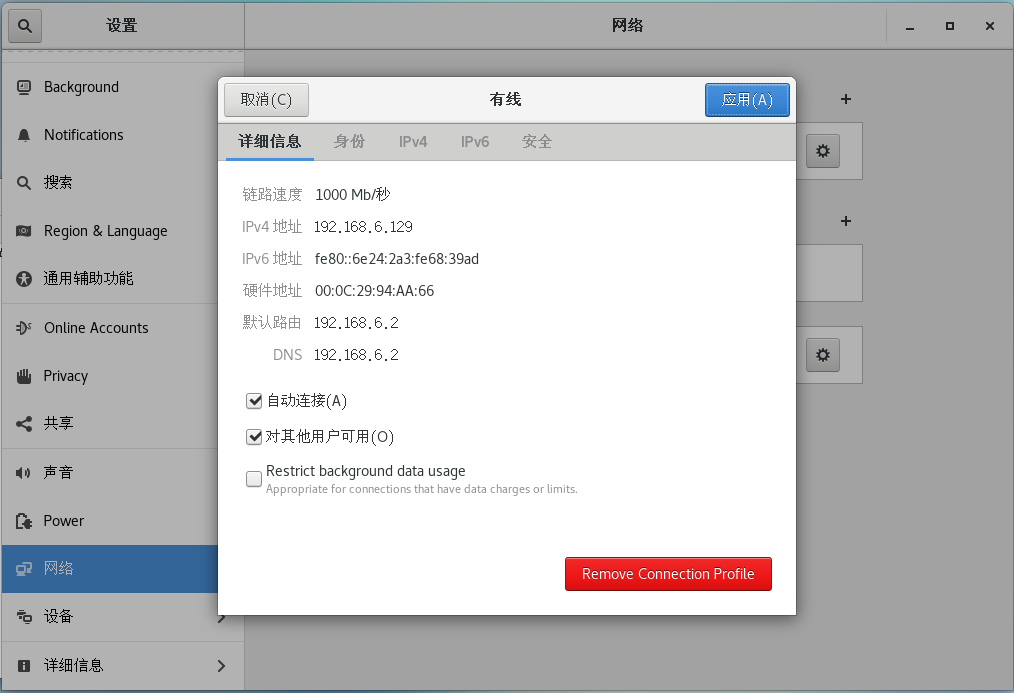 设置
网络
Background
Notifications
搜索
Region & Language
通用辅助功能
Online Accounts
Privacy
共享
声音
Power
网络
设备
详细信息
取消(C)
有线
应用(A)
详细信息 身份 IPv4 IPv6 安全
链路速度 1000 Mb/秒
IPv4 地址 192.168.6.129
IPv6 地址 fe80::6e24:2a3:fe68:39ad
硬件地址 00:0C:29:94:AA:66
默认路由 192.168.6.2
DNS 192.168.6.2
自动连接(A)
对其他用户可用(O)
Restrict background data usage
Appropriate for connections that have data charges or limits.
Remove Connection Profile